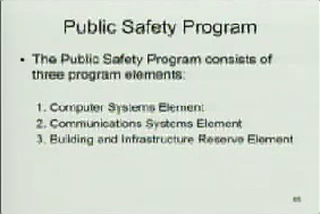 Public Safety Program
• The Public Safety Program consists of
three program elements:
1. Computer Systems Element
2. Communications Systems Element
3. Building and Infrastructure Reserve Element